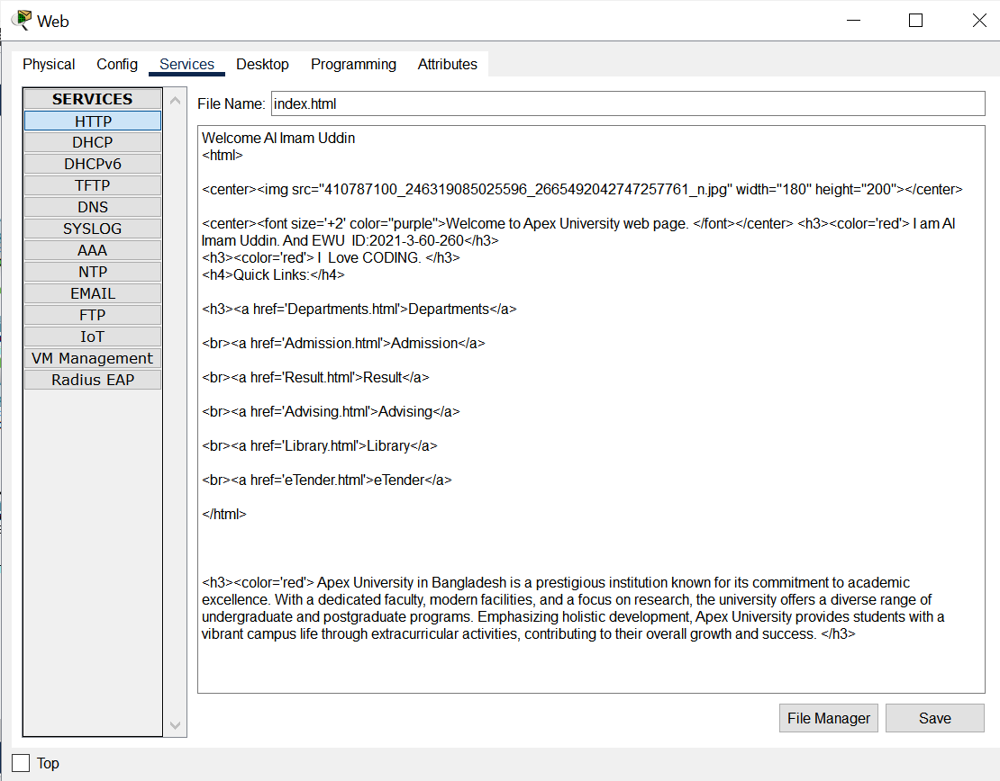 Web
Physical Config Services Desktop Programming Attributes
SERVICES
HTTP
DHCP
DHCPv6
TFTP
DNS
SYSLOG
AAA
NTP
EMAIL
FTP
IoT
VM Management
Radius EAP
File Name: index.html
Welcome Al Imam Uddin
<html>
<center><img src="410787100_246319085025596_2665492042747257761_n.jpg" width="180" height="200"></center>
<center><font size='+2' color="purple">Welcome to Apex University web page. </font></center> <h3><color='red'> I am Al
Imam Uddin. And EWU  ID:2021-3-60-260</h3>
<h3><color='red'> I  Love CODING. </h3>
<h4>Quick Links:</h4>
<h3><a href='Departments.html'>Departments</a>
<br><a href='Admission.html'>Admission</a>
<br><a href='Result.html'>Result</a>
<br><a href='Advising.html'>Advising</a>
<br><a href='Library.html'>Library</a>
<br><a href='eTender.html'>eTender</a>
</html>
<h3><color='red'> Apex University in Bangladesh is a prestigious institution known for its commitment to academic
excellence. With a dedicated faculty, modern facilities, and a focus on research, the university offers a diverse range of
undergraduate and postgraduate programs. Emphasizing holistic development, Apex University provides students with a
vibrant campus life through extracurricular activities, contributing to their overall growth and success. </h3>
File Manager Save
Top